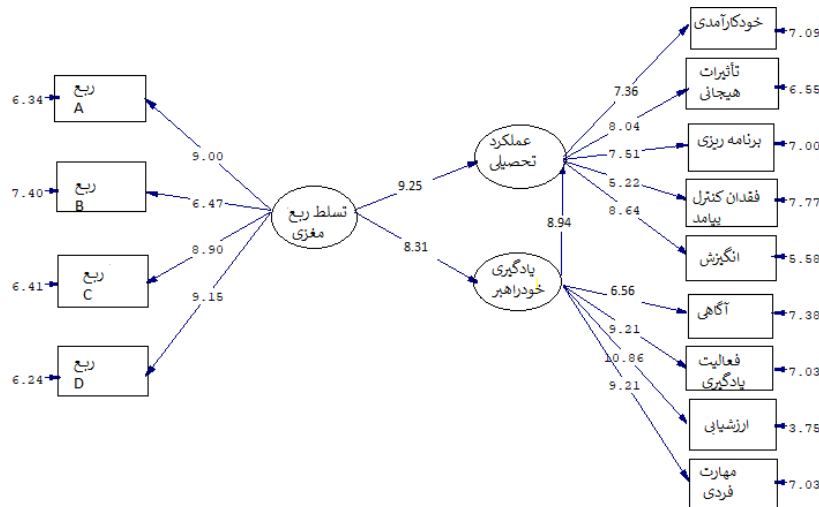 6.34
ربع
A
7.40
ربع
B
6.41
ربع
C
6.24
ربع
D
9.00
6.47
8.90
9.15
تسلط ربع
مغزی
9.25
8.31
عملکرد
تحصیلی
8.94
یادگیری
خودراهبر
7.36
8.04
7.51
5.22
8.64
6.56
9.21
10.86
9.21
خودکارآمدی
7.09
تأثیرات
هیجانی
6.55
برنامه ریزی
7.00
فقدان کنترل
پیامد
7.77
انگیزش
5.58
آگاهی
7.38
فعالیت
یادگیری
7.03
ارزشیابی
3.75
مهارت
فردی
7.03